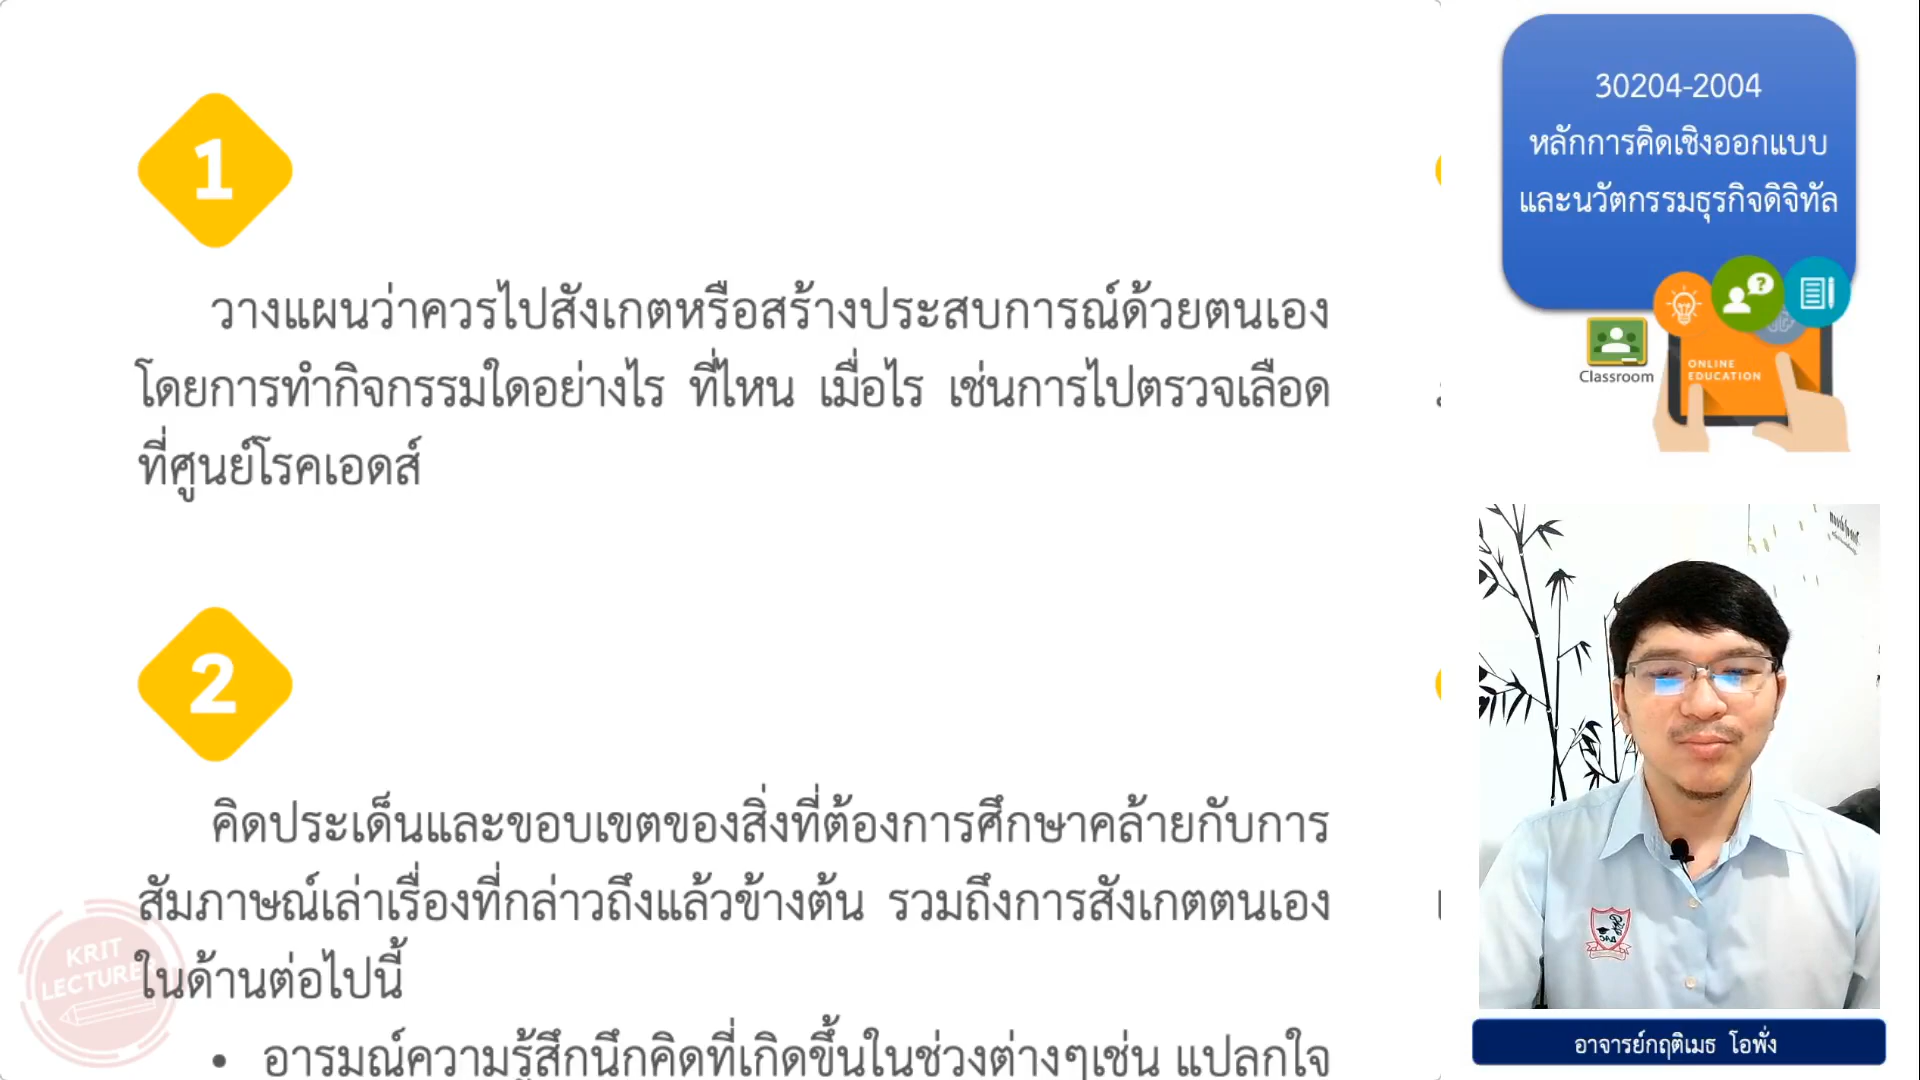 1
วางแผนว่าควรไปสังเกตหรือสร้างประสบการณ์ด้วยตนเอง
โดยการทำกิจกรรมใดอย่างไร ที่ไหน เมื่อไร เช่นการไปตรวจเลือด
ที่ศูนย์โรคเอดส์
2
คิดประเด็นและขอบเขตของสิ่งที่ต้องการศึกษาคล้ายกับการ
สัมภาษณ์เล่าเรื่องที่กล่าวถึงแล้วข้างต้น รวมถึงการสังเกตตนเอง
ในด้านต่อไปนี้
• อารมณ์ความรู้สึกนึกคิดที่เกิดขึ้นในช่วงต่างๆเช่น แปลกใจ
KRIT
LECTURER
30204-2004
หลักการคิดเชิงออกแบบ
และนวัตกรรมธุรกิจดิจิทัล
Classroom
ONLINE
EDUCATION
อาจารย์กฤติเมธ โอพั่ง